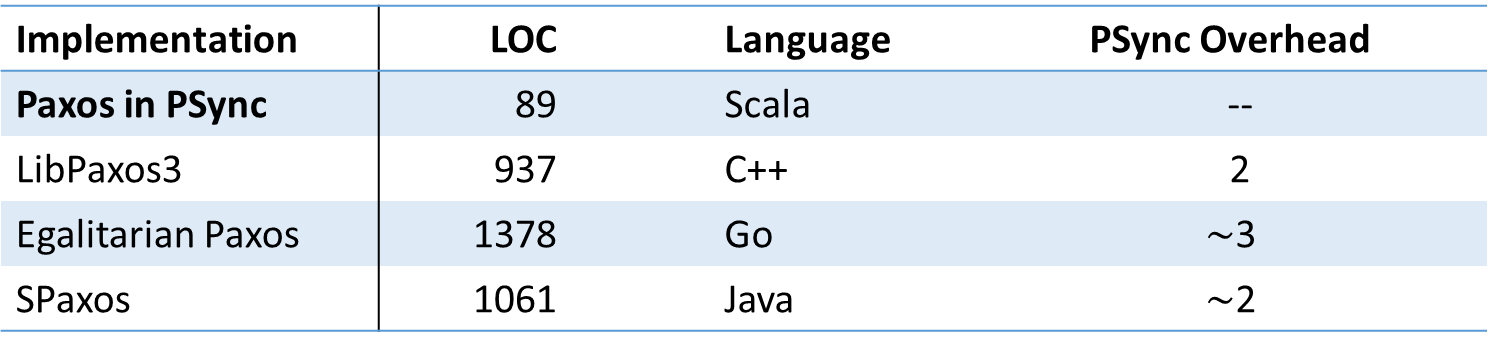 Implementation LOC Language PSync Overhead
Paxos in PSync 89 Scala --
LibPaxos3 937 C++ 2
Egalitarian Paxos 1378 Go ∼3
SPaxos 1061 Java ∼2